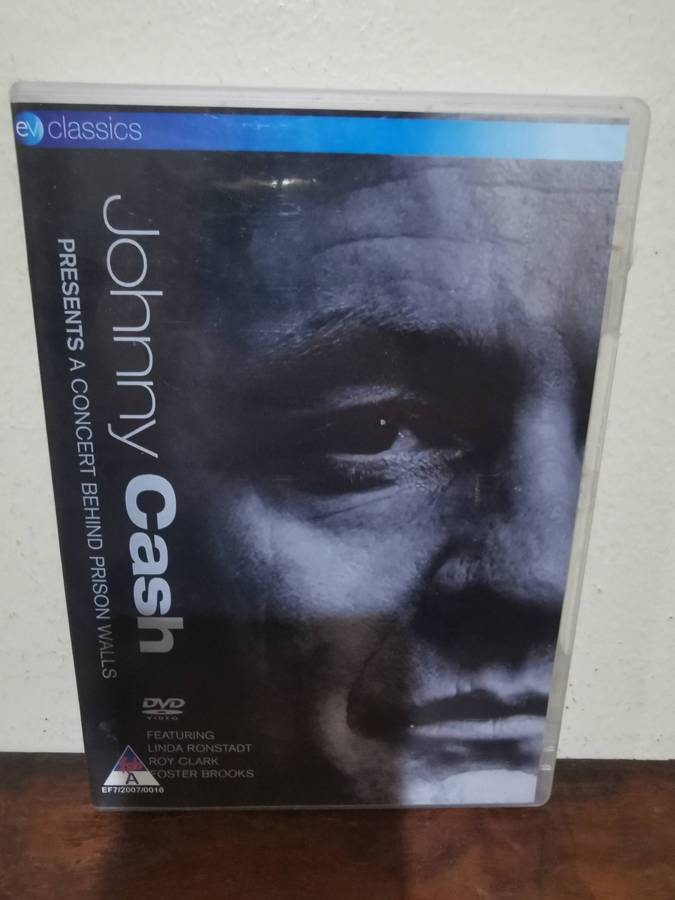 ev classics
Johnny Cash
PRESENTS A CONCERT BEHIND PRISON WALLS
DVD
VIDEO
FEATURING
LINDA RONSTADT
ROY CLARK
FOSTER BROOKS
A
EF7/2007/0016